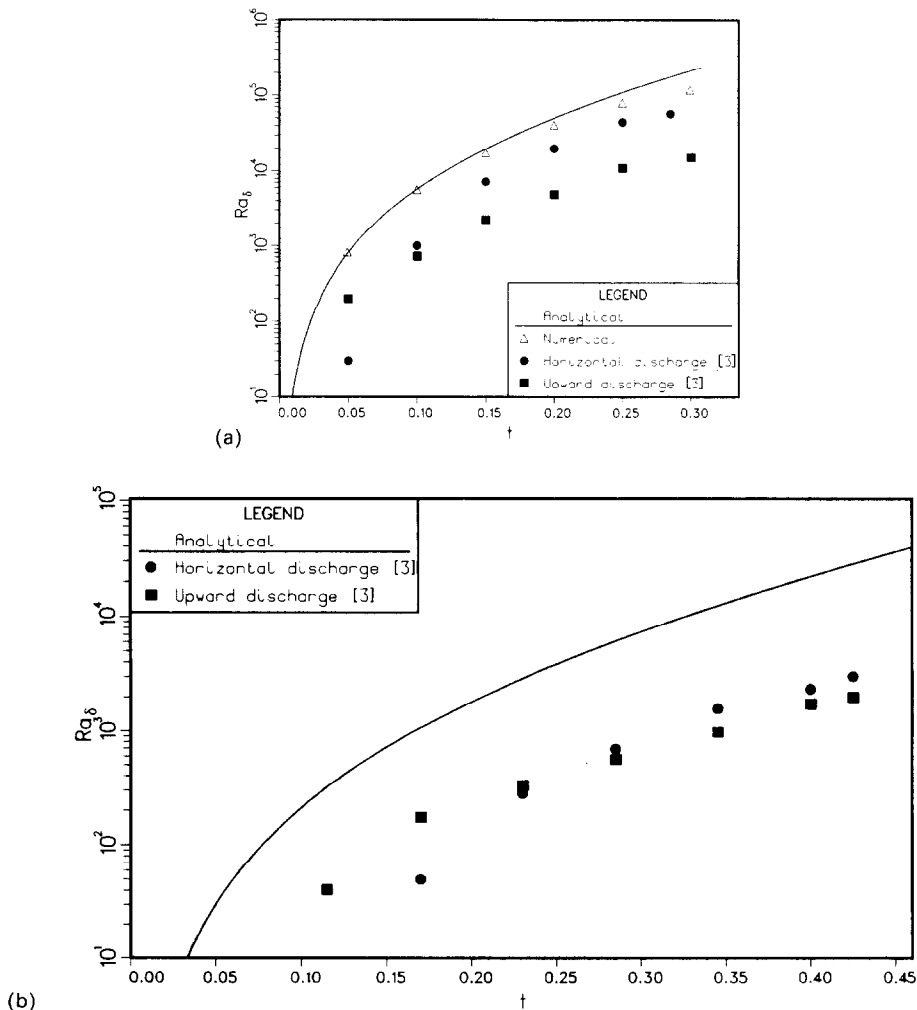 10^6
10^5
10^4
10^3
10^2
10^1
Ra_δ
LEGEND
Analytical
△ Numerical
● Horizontal discharge [3]
■ Upward discharge [3]
0.00 0.05 0.10 0.15 0.20 0.25 0.30
t
(a)
10^5
10^4
10^3
10^2
10^1
Ra_δ
LEGEND
Analytical
● Horizontal discharge [3]
■ Upward discharge [3]
0.00 0.05 0.10 0.15 0.20 0.25 0.30 0.35 0.40 0.45
t
(b)